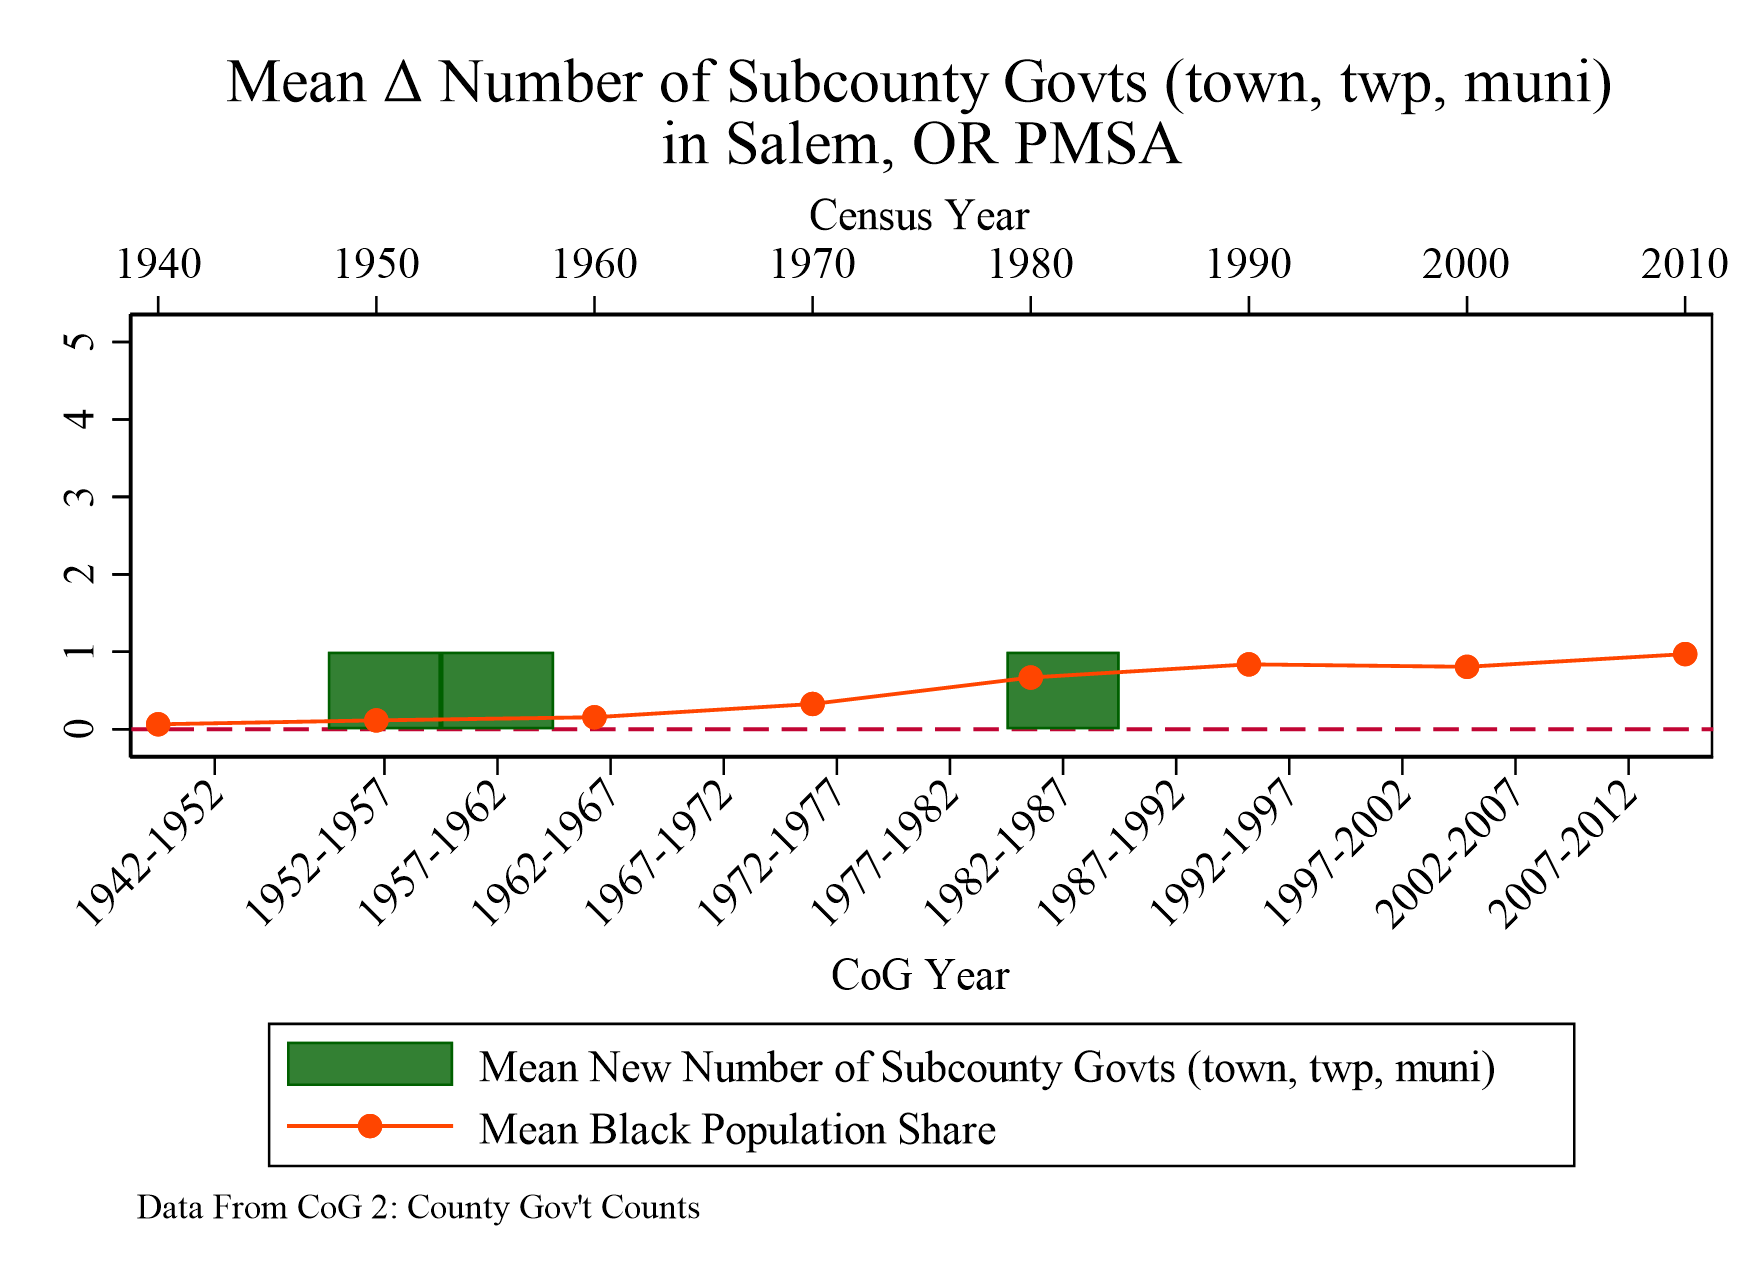 Mean Δ Number of Subcounty Govts (town, twp, muni)
in Salem, OR PMSA
Census Year
1940 1950 1960 1970 1980 1990 2000 2010
5
4
3
2
1
0
1942-1952 1952-1957 1957-1962 1962-1967 1967-1972 1972-1977 1977-1982 1982-1987 1987-1992 1992-1997 1997-2002 2002-2007 2007-2012
CoG Year
Mean New Number of Subcounty Govts (town, twp, muni)
Mean Black Population Share
Data From CoG 2: County Gov't Counts